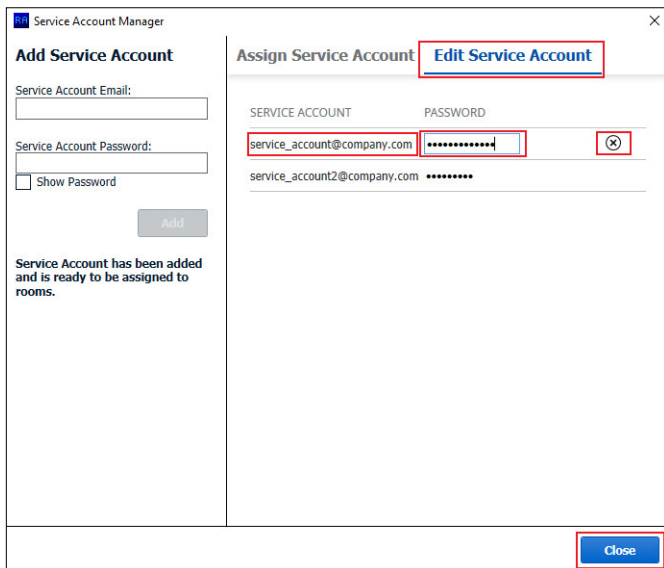 RA Service Account Manager
Add Service Account
Service Account Email:
Service Account Password:
Show Password
Add
Service Account has been added
and is ready to be assigned to
rooms.
Assign Service Account Edit Service Account
SERVICE ACCOUNT PASSWORD
service_account@company.com •••••••••••••
service_account2@company.com •••••••••
Close